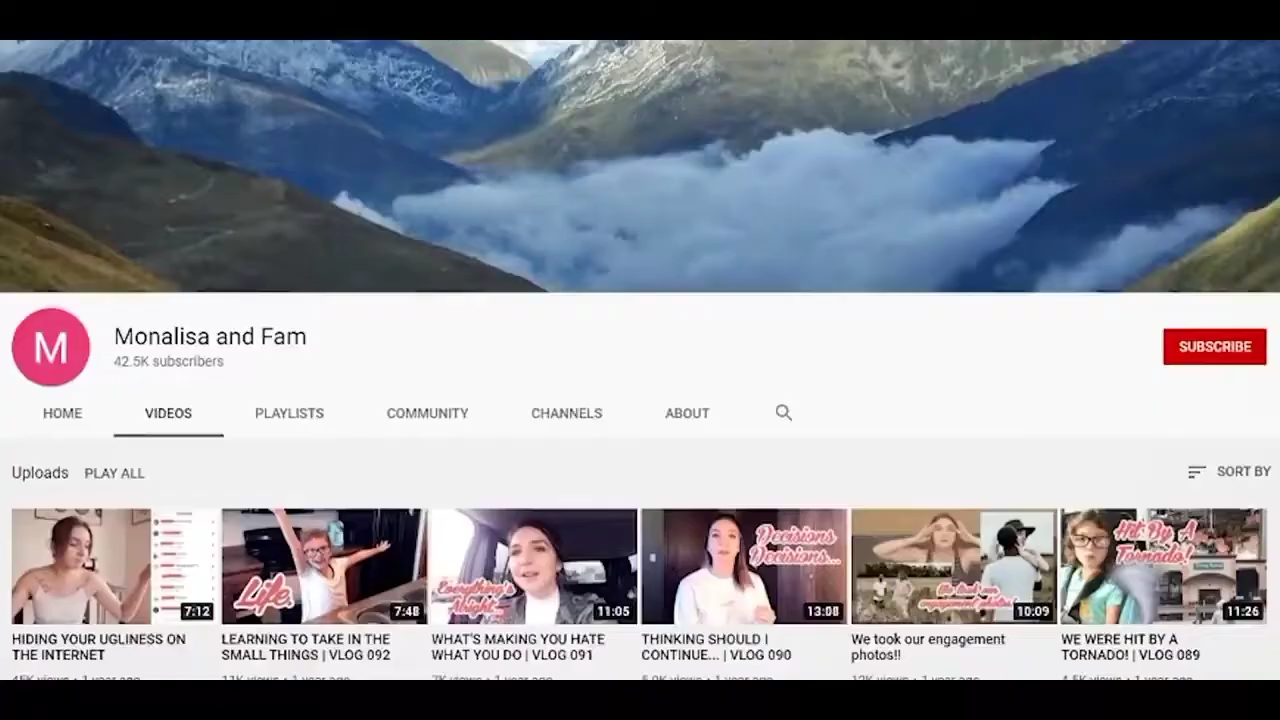 M
Monalisa and Fam
42.5K subscribers
SUBSCRIBE
HOME
VIDEOS
PLAYLISTS
COMMUNITY
CHANNELS
ABOUT
Uploads
PLAY ALL
SORT BY
7:12
HIDING YOUR UGLINESS ON
THE INTERNET
Life.
7:48
LEARNING TO TAKE IN THE
SMALL THINGS | VLOG 092
Everything's
Alright...
11:05
WHAT'S MAKING YOU HATE
WHAT YOU DO | VLOG 091
Decisions
Decisions...
13:08
THINKING SHOULD I
CONTINUE... | VLOG 090
10:09
We took our engagement
photos!!
Hit By A
Tornado!
11:26
WE WERE HIT BY A
TORNADO! | VLOG 089